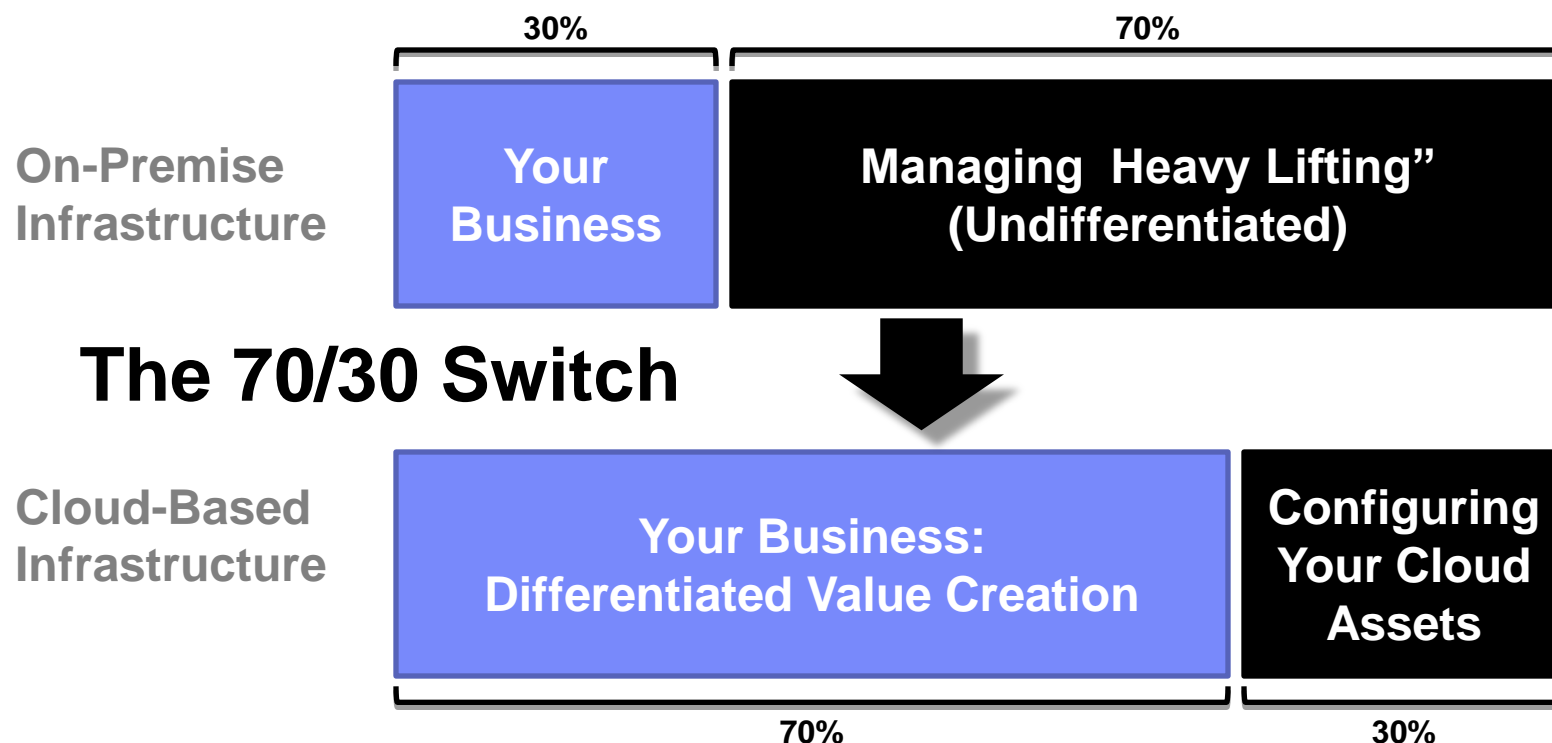 30%
70%
On-Premise
Infrastructure
Your
Business
Managing  Heavy Lifting”
(Undifferentiated)
The 70/30 Switch
Cloud-Based
Infrastructure
Your Business:
Differentiated Value Creation
Configuring
Your Cloud
Assets
70%
30%